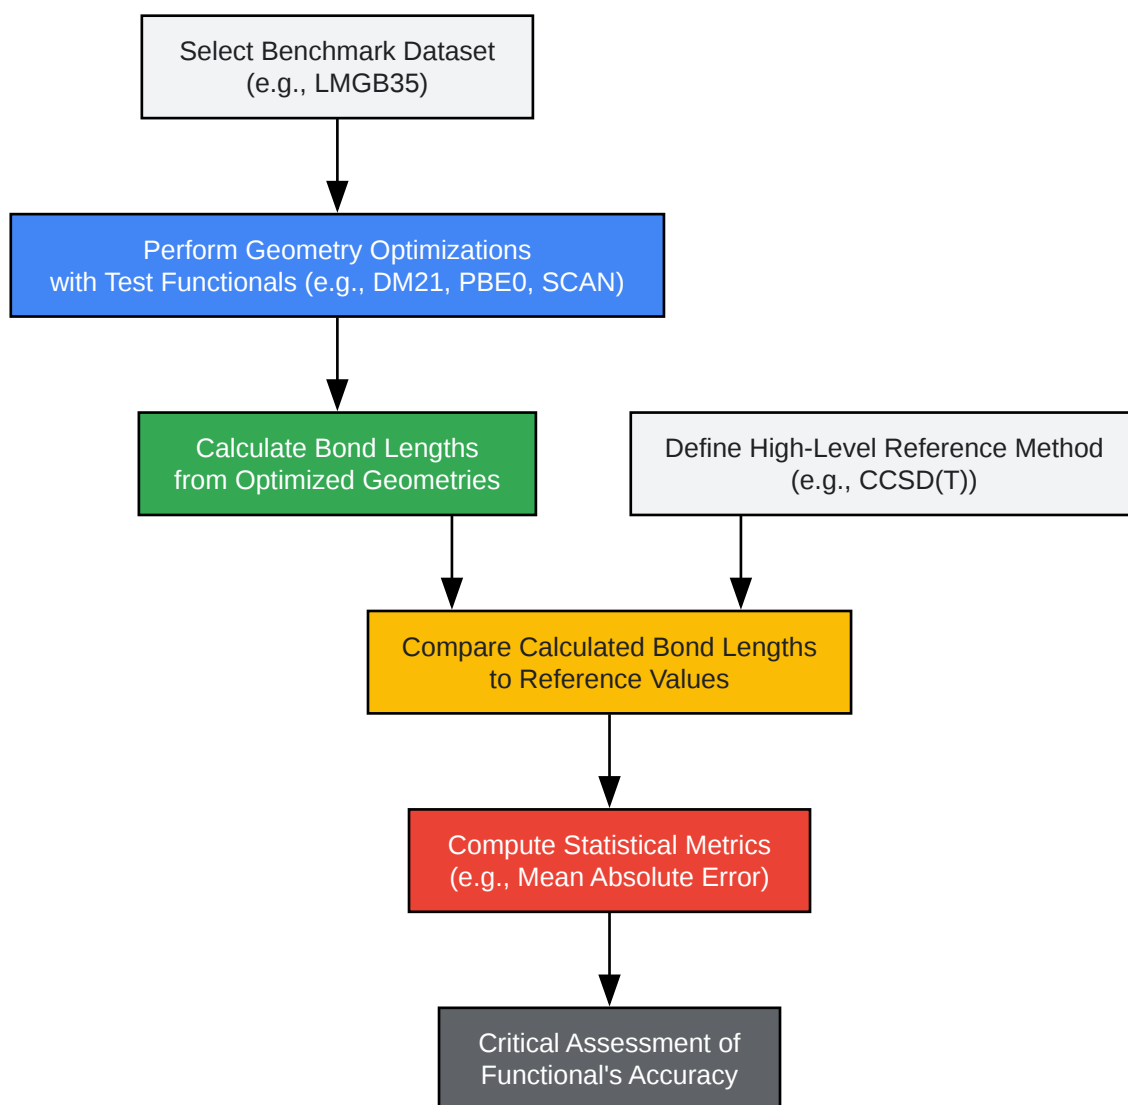 Select Benchmark Dataset
(e.g., LMGB35)
Perform Geometry Optimizations
with Test Functionals (e.g., DM21, PBE0, SCAN)
Calculate Bond Lengths
from Optimized Geometries
Define High-Level Reference Method
(e.g., CCSD(T))
Compare Calculated Bond Lengths
to Reference Values
Compute Statistical Metrics
(e.g., Mean Absolute Error)
Critical Assessment of
Functional's Accuracy